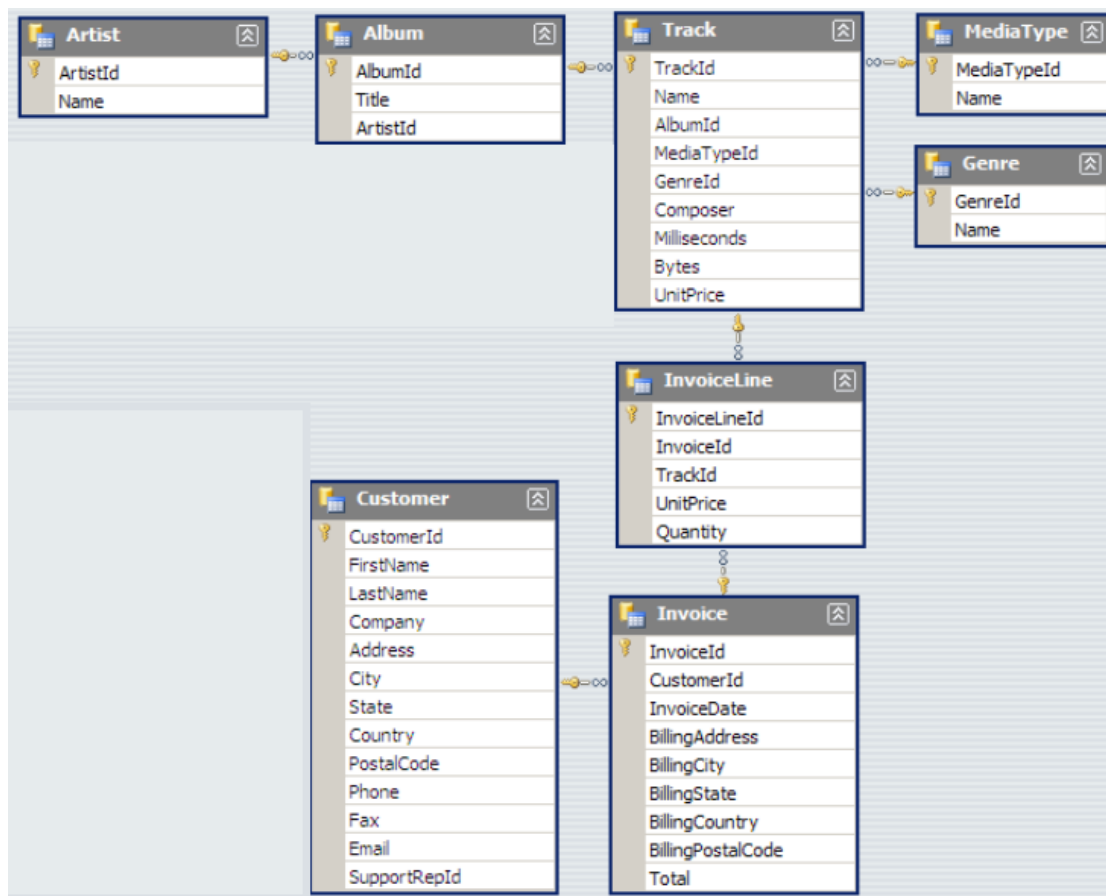 Artist
ArtistId
Name
Album
AlbumId
Title
ArtistId
Track
TrackId
Name
AlbumId
MediaTypeId
GenreId
Composer
Milliseconds
Bytes
UnitPrice
MediaType
MediaTypeId
Name
Genre
GenreId
Name
InvoiceLine
InvoiceLineId
InvoiceId
TrackId
UnitPrice
Quantity
Customer
CustomerId
FirstName
LastName
Company
Address
City
State
Country
PostalCode
Phone
Fax
Email
SupportRepId
Invoice
InvoiceId
CustomerId
InvoiceDate
BillingAddress
BillingCity
BillingState
BillingCountry
BillingPostalCode
Total